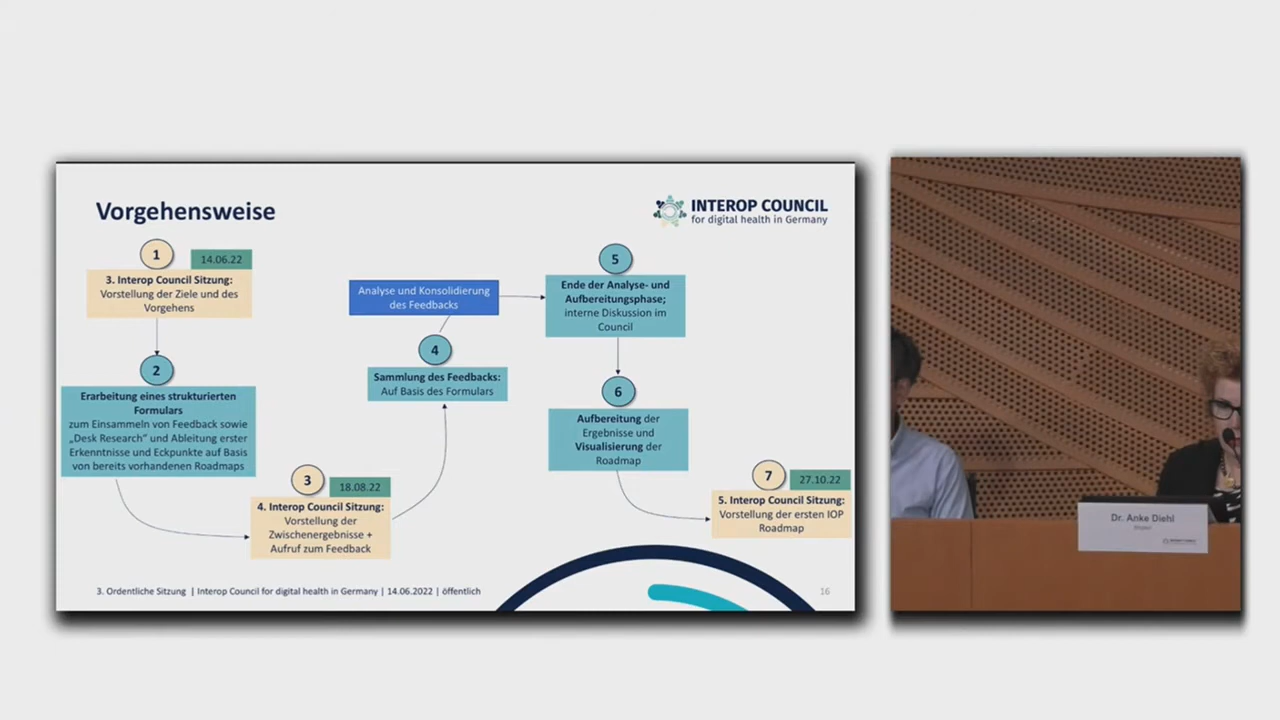 Vorgehensweise
INTEROP COUNCIL
for digital health in Germany
1
14.06.22
3. Interop Council Sitzung:
Vorstellung der Ziele und des
Vorgehens
2
Erarbeitung eines strukturierten
Formulars
zum Einsammeln von Feedback sowie
„Desk Research“ und Ableitung erster
Erkenntnisse und Eckpunkte auf Basis
von bereits vorhandenen Roadmaps
3
18.08.22
4. Interop Council Sitzung:
Vorstellung der
Zwischenergebnisse +
Aufruf zum Feedback
4
Sammlung des Feedbacks:
Auf Basis des Formulars
Analyse und Konsolidierung
des Feedbacks
5
Ende der Analyse- und
Aufbereitungsphase;
interne Diskussion im
Council
6
Aufbereitung der
Ergebnisse und
Visualisierung der
Roadmap
7
27.10.22
5. Interop Council Sitzung:
Vorstellung der ersten IOP
Roadmap
3. Ordentliche Sitzung | Interop Council for digital health in Germany | 14.06.2022 | öffentlich
16
Dr. Anke Diehl